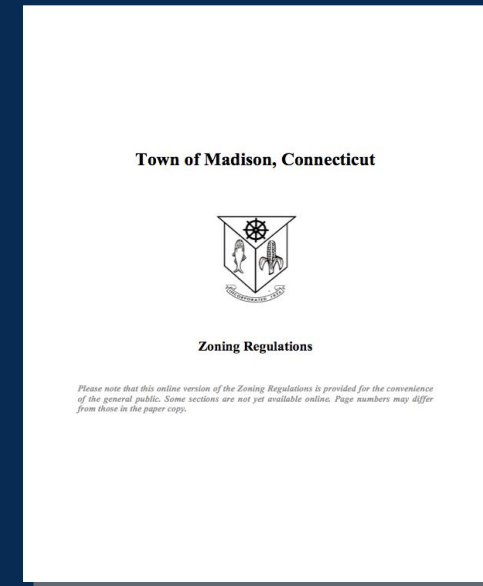 Town of Madison, Connecticut
INCORPORATED
Zoning Regulations
Please note that this online version of the Zoning Regulations is provided for the convenience
of the general public. Some sections are not yet available online. Page numbers may differ
from those in the paper copy.